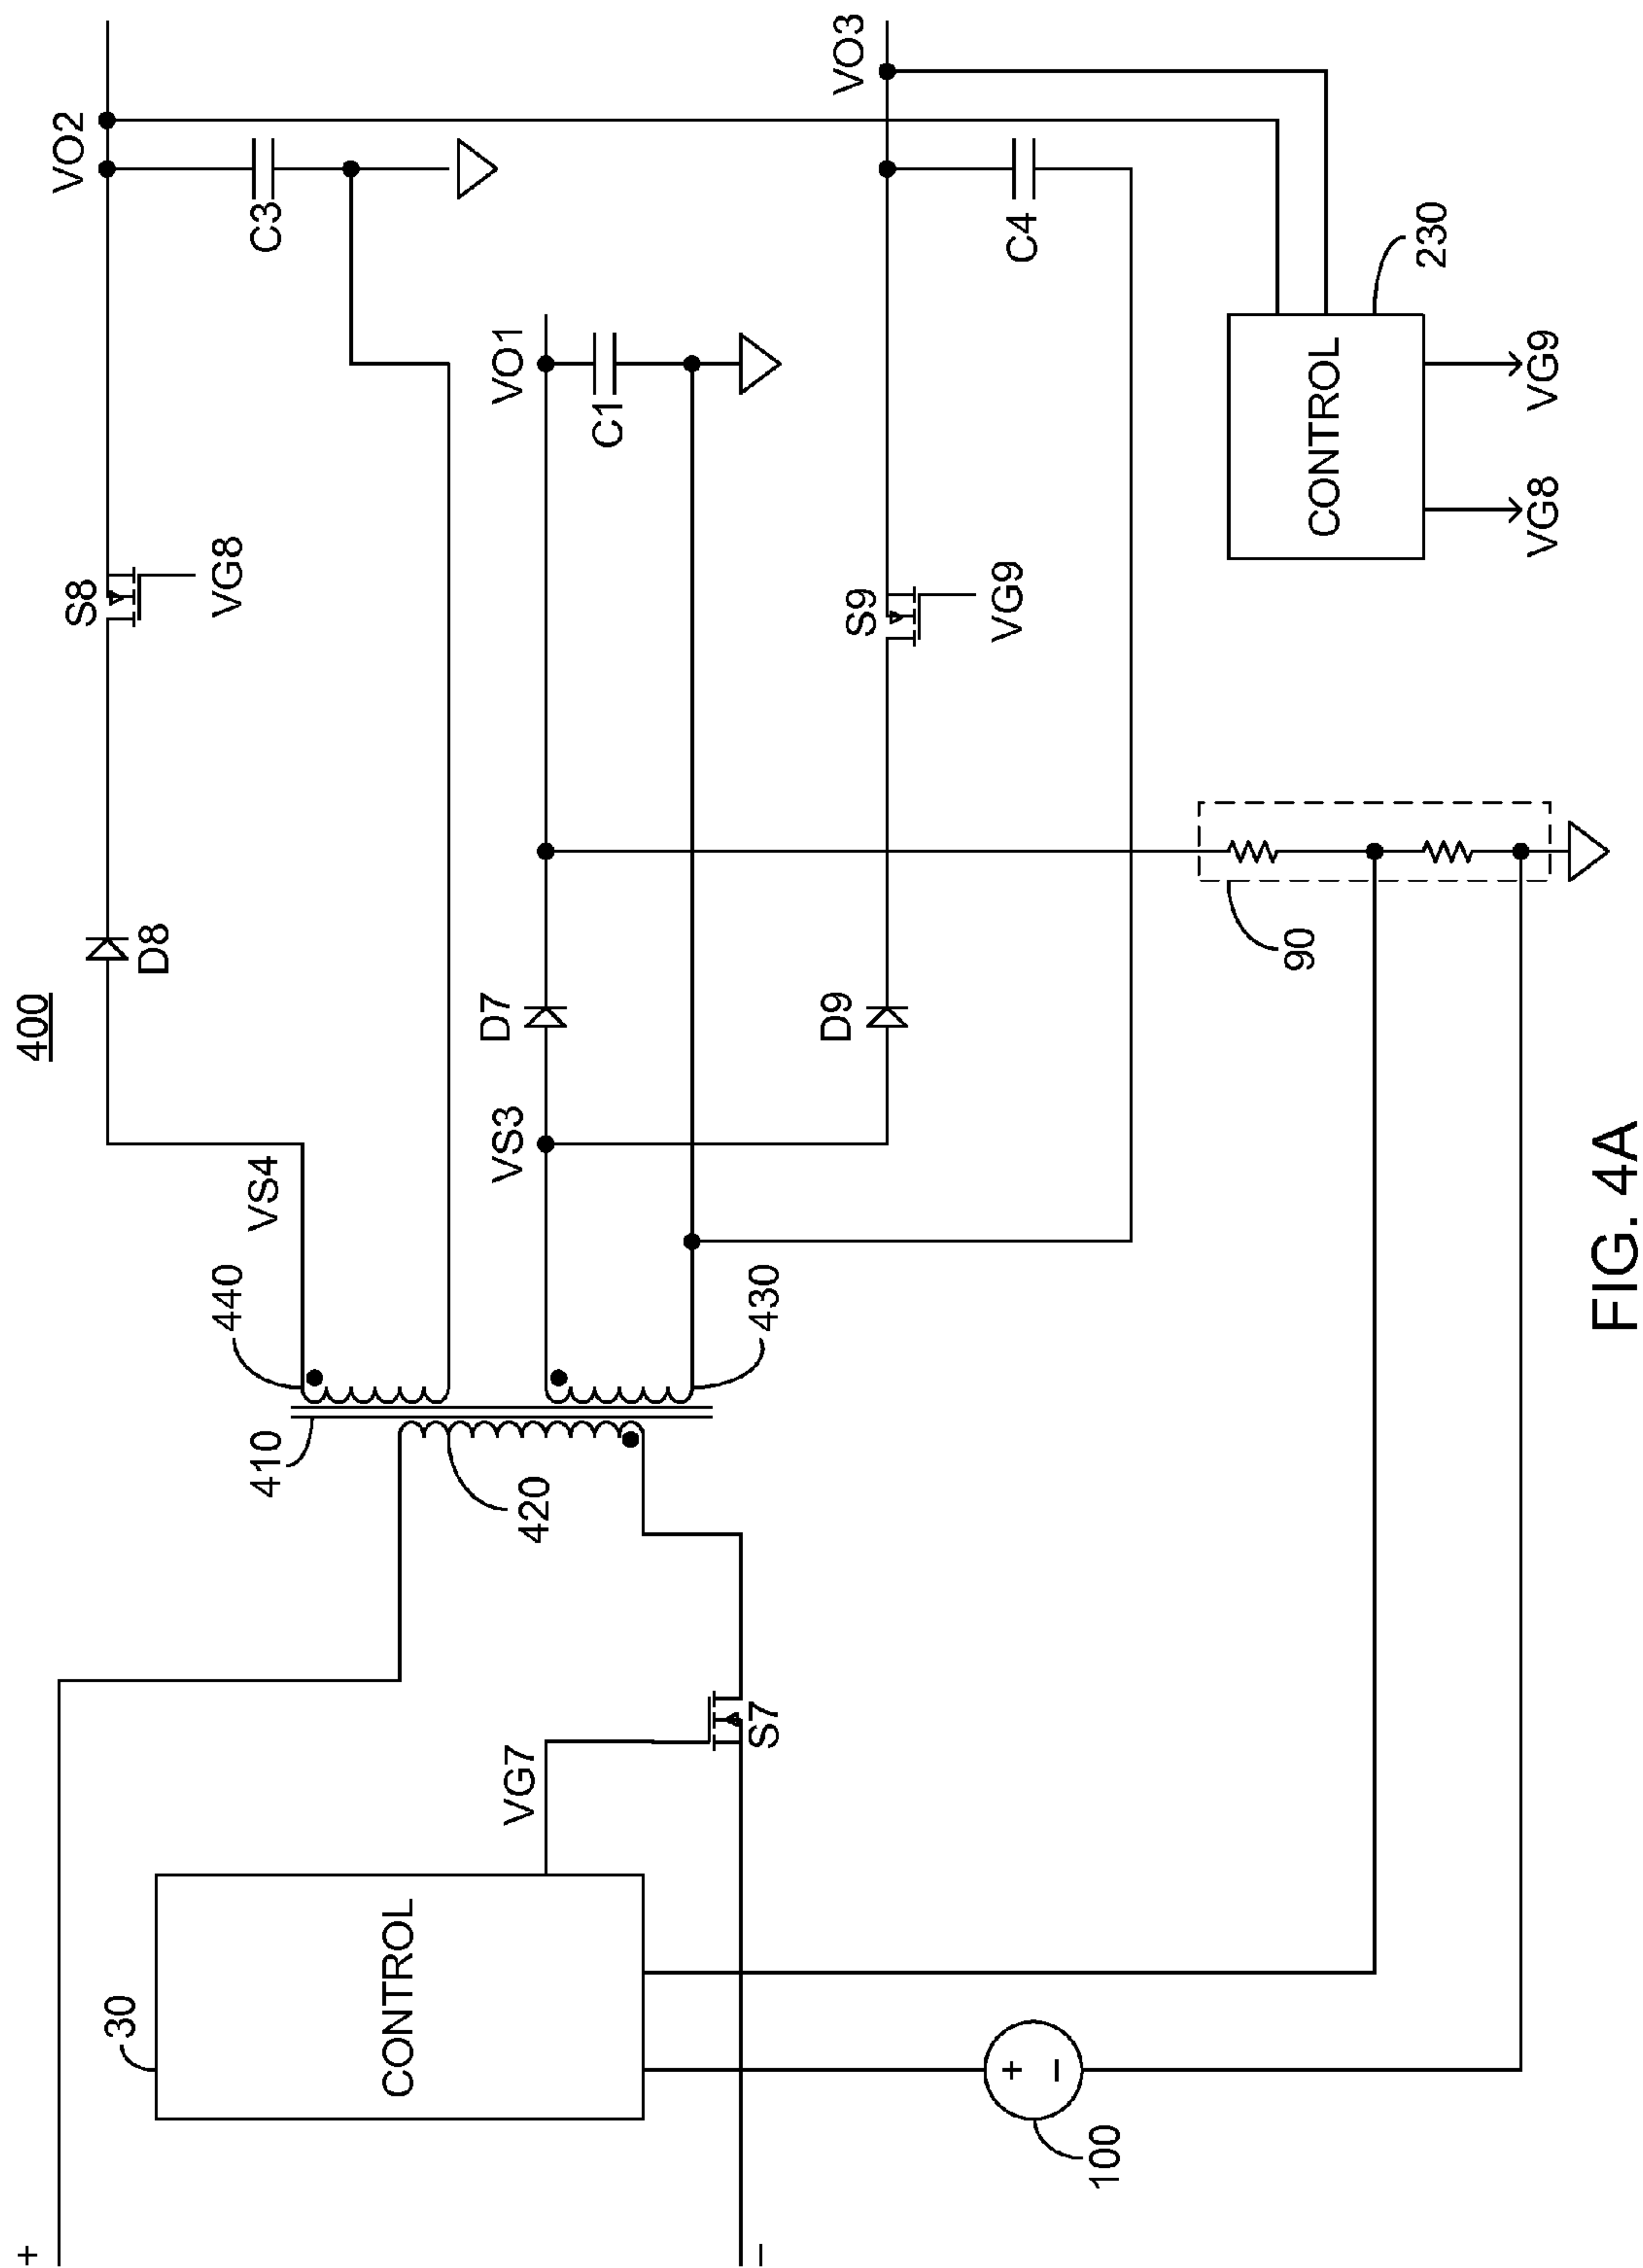 400
+
−
30
CONTROL
VG7
S7
100
+
−
410
420
440
430
VS4
VS3
D8
D7
D9
90
S8
VG8
S9
VG9
VO2
C3
VO1
C1
VO3
C4
CONTROL
230
VG8
VG9
FIG. 4A